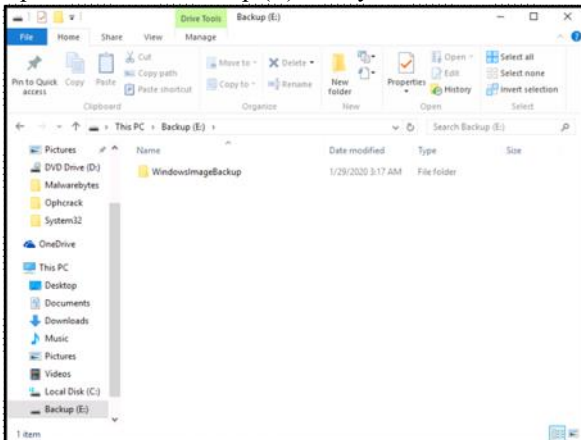 Drive Tools Backup (E:)
File Home Share View Manage
Pin to Quick access
Copy
Paste
Cut
Copy path
Paste shortcut
Clipboard
Move to
Copy to
Delete
Rename
Organize
New folder
New
Properties
Open
Edit
History
Open
Select all
Select none
Invert selection
Select
This PC › Backup (E:) ›
Search Backup (E:)
Name Date modified Type Size
WindowsImageBackup 1/29/2020 3:17 AM File folder
Pictures
DVD Drive (D:)
Malwarebytes
Ophcrack
System32
OneDrive
This PC
Desktop
Documents
Downloads
Music
Pictures
Videos
Local Disk (C:)
Backup (E:)
1 item